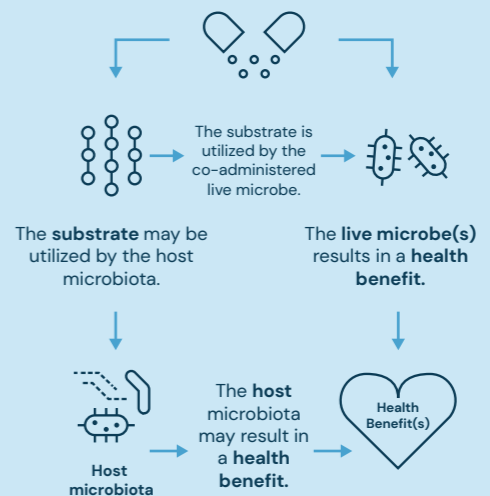 The substrate is
utilized by the
co-administered
live microbe.
The substrate may be
utilized by the host
microbiota.
The live microbe(s)
results in a health
benefit.
Host
microbiota
The host
microbiota
may result in
a health
benefit.
Health
Benefit(s)